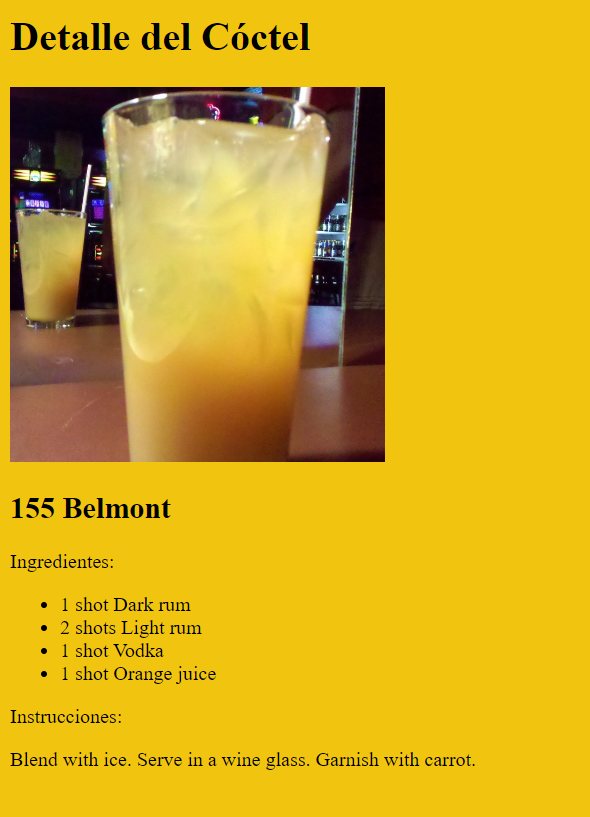 Detalle del Cóctel
155 Belmont
Ingredientes:
• 1 shot Dark rum
• 2 shots Light rum
• 1 shot Vodka
• 1 shot Orange juice
Instrucciones:
Blend with ice. Serve in a wine glass. Garnish with carrot.